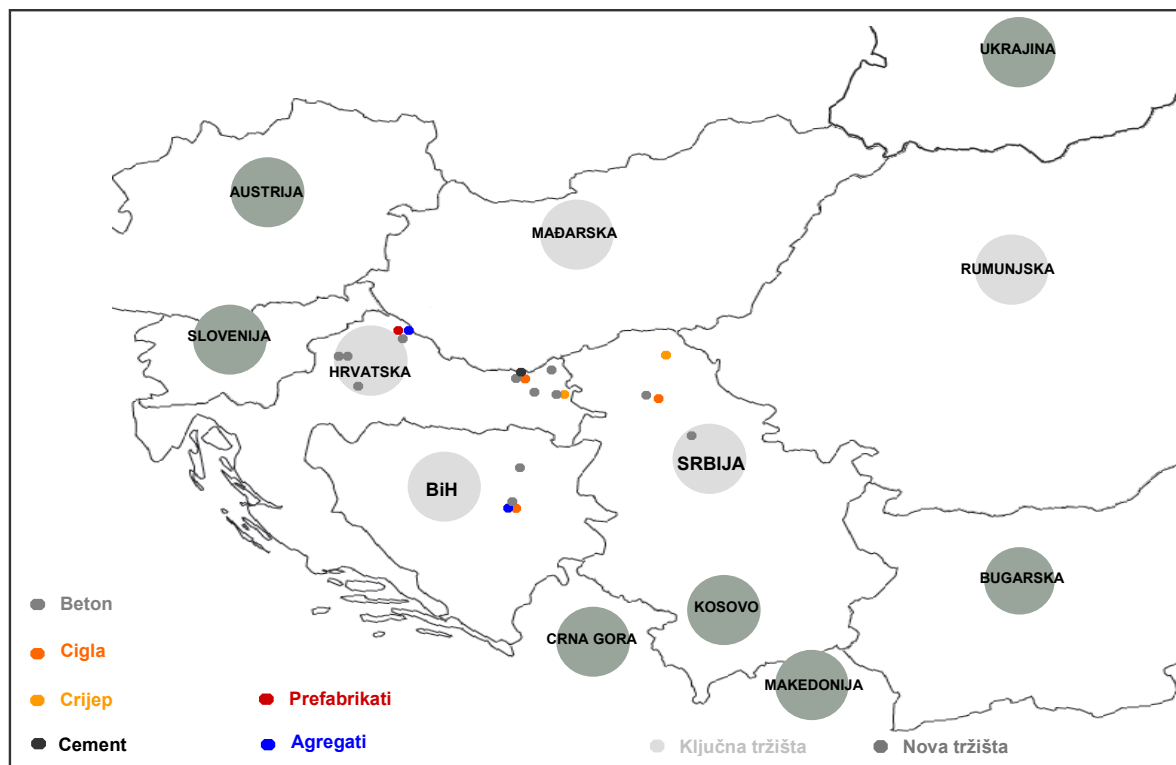 UKRAJINA
AUSTRIJA
MAĐARSKA
RUMUNJSKA
SLOVENIJA
HRVATSKA
SRBIJA
BiH
BUGARSKA
KOSOVO
CRNA GORA
MAKEDONIJA
Beton
Cigla
Crijep
Prefabrikati
Cement
Agregati
Ključna tržišta
Nova tržišta